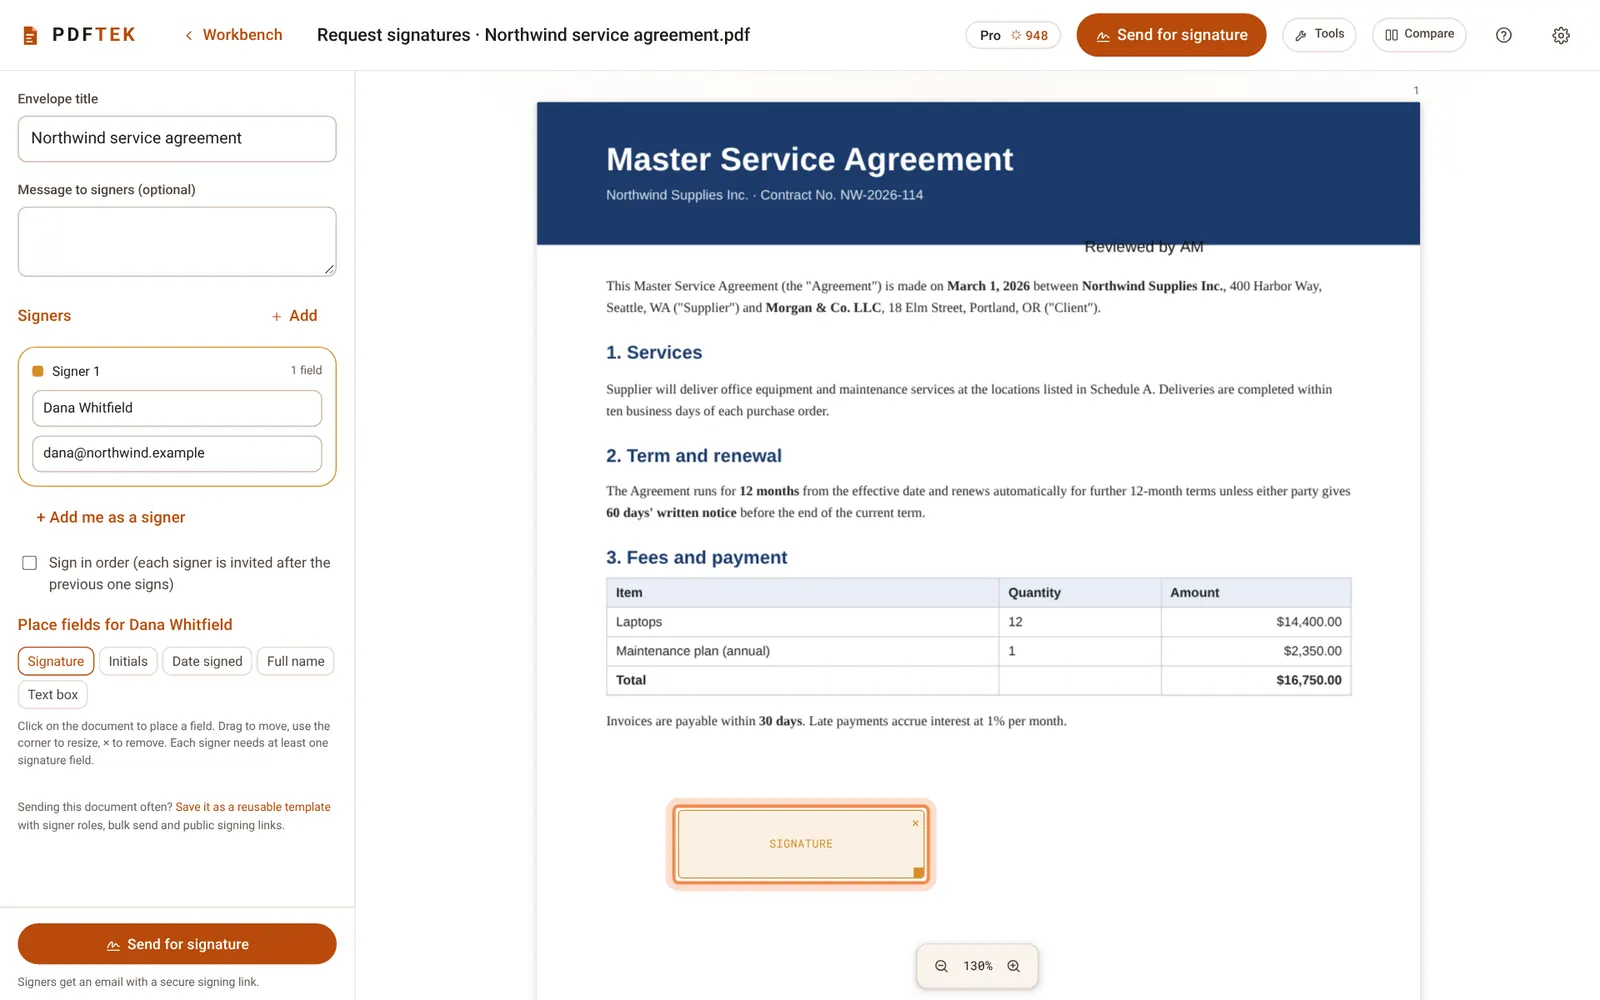 PDFTEK
Workbench
Request signatures · Northwind service agreement.pdf
Pro 948
Send for signature
Tools
Compare
Envelope title
Northwind service agreement
Message to signers (optional)
Signers
+ Add
Signer 1
1 field
Dana Whitfield
dana@northwind.example
+ Add me as a signer
Sign in order (each signer is invited after the
previous one signs)
Place fields for Dana Whitfield
Signature
Initials
Date signed
Full name
Text box
Click on the document to place a field. Drag to move, use the
corner to resize, × to remove. Each signer needs at least one
signature field.
Sending this document often? Save it as a reusable template
with signer roles, bulk send and public signing links.
Send for signature
Signers get an email with a secure signing link.
1
Master Service Agreement
Northwind Supplies Inc. · Contract No. NW-2026-114
Reviewed by AM
This Master Service Agreement (the "Agreement") is made on March 1, 2026 between Northwind Supplies Inc., 400 Harbor Way,
Seattle, WA ("Supplier") and Morgan & Co. LLC, 18 Elm Street, Portland, OR ("Client").
1. Services
Supplier will deliver office equipment and maintenance services at the locations listed in Schedule A. Deliveries are completed within
ten business days of each purchase order.
2. Term and renewal
The Agreement runs for 12 months from the effective date and renews automatically for further 12-month terms unless either party gives
60 days' written notice before the end of the current term.
3. Fees and payment
Item Quantity Amount
Laptops 12 $14,400.00
Maintenance plan (annual) 1 $2,350.00
Total $16,750.00
Invoices are payable within 30 days. Late payments accrue interest at 1% per month.
×
SIGNATURE
130%